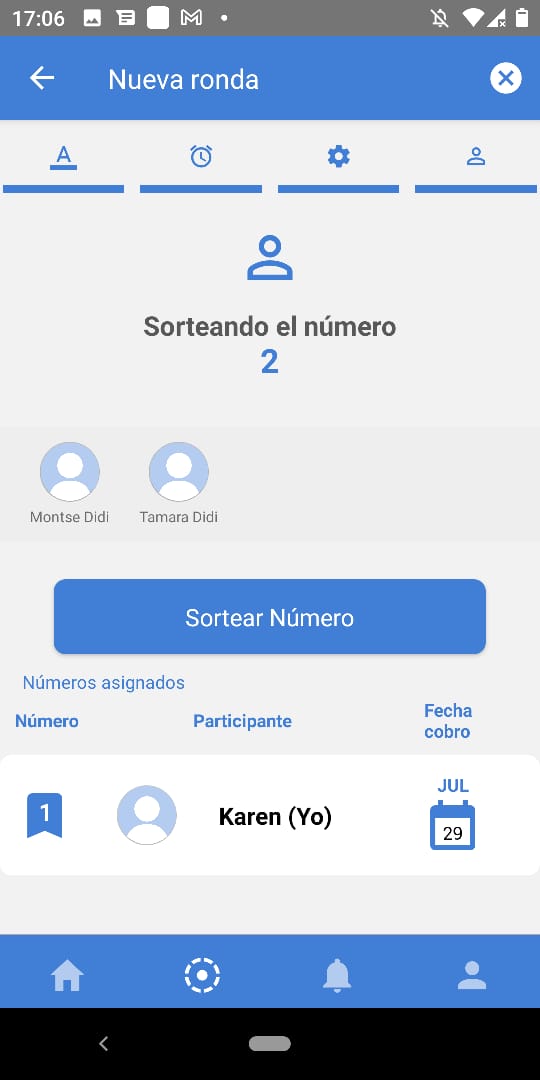 17:06
Nueva ronda
A
Sorteando el número
2
Montse Didi
Tamara Didi
Sortear Número
Números asignados
Número
Participante
Fecha
cobro
1
Karen (Yo)
JUL
29